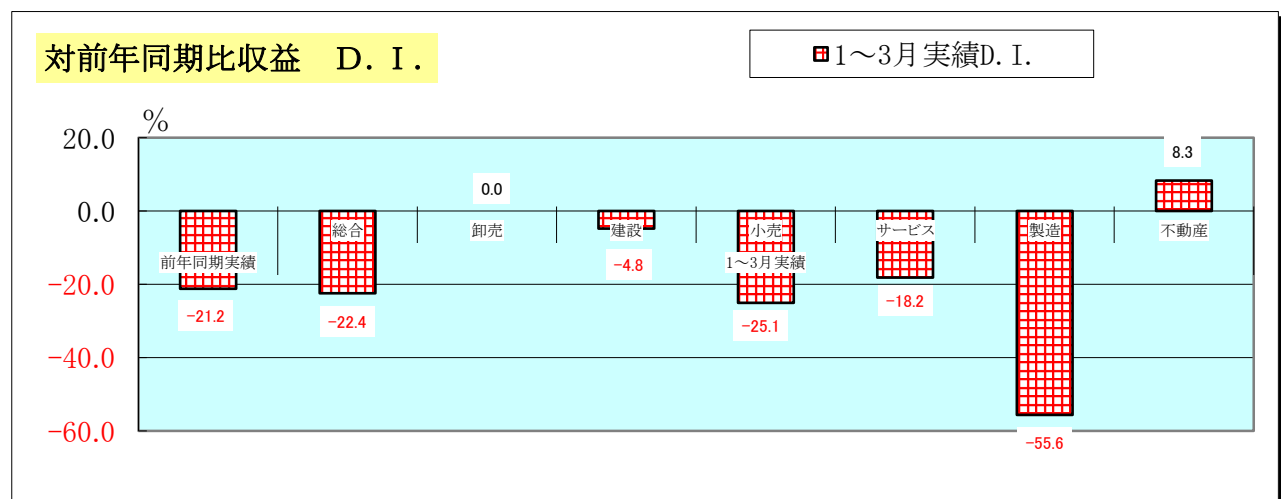 対前年同期比収益　Ｄ．Ｉ．
1～3月実績D.I.
%
20.0
0.0
-20.0
-40.0
-60.0
8.3
0.0
総合
卸売
建設
小売
サービス
製造
不動産
前年同期実績
1～3月実績
-4.8
-21.2
-22.4
-25.1
-18.2
-55.6